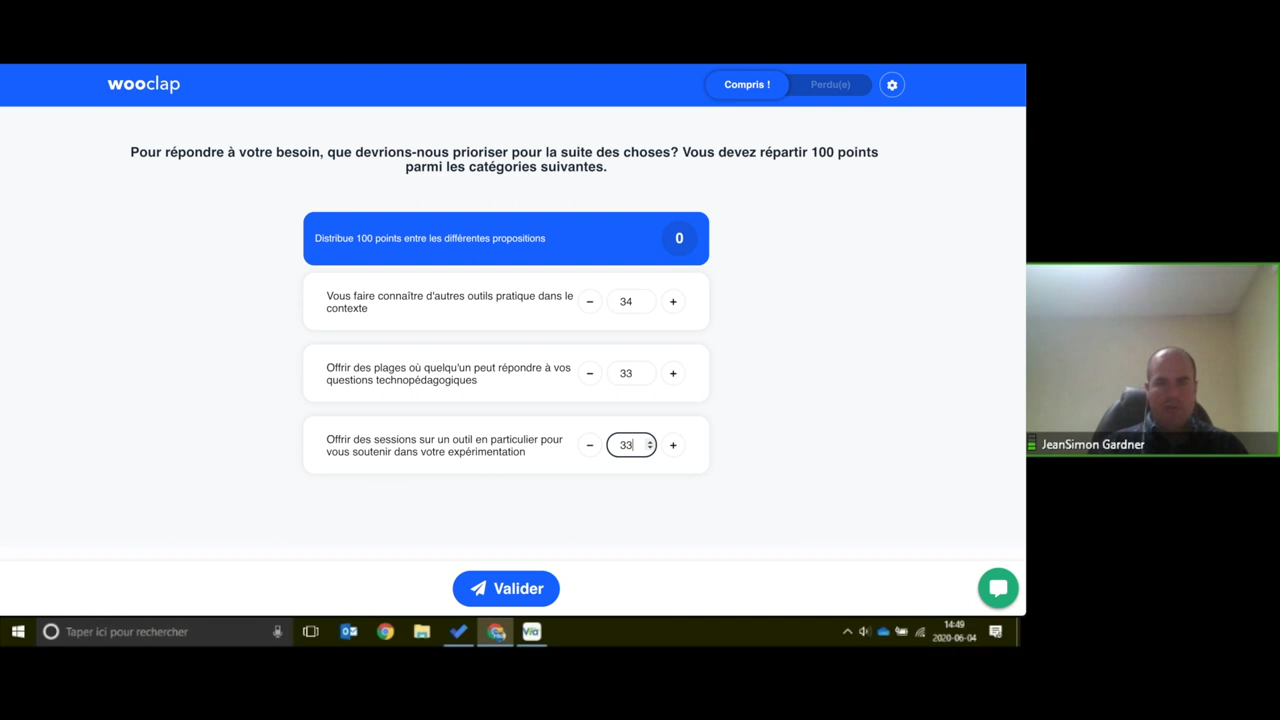 wooclap
Compris !
Perdu(e)
Pour répondre à votre besoin, que devrions-nous prioriser pour la suite des choses? Vous devez répartir 100 points
parmi les catégories suivantes.
Distribue 100 points entre les différentes propositions
0
Vous faire connaître d'autres outils pratique dans le
contexte
− 34 +
Offrir des plages où quelqu'un peut répondre à vos
questions technopédagogiques
− 33 +
Offrir des sessions sur un outil en particulier pour
vous soutenir dans votre expérimentation
− 33 +
JeanSimon Gardner
Valider
Taper ici pour rechercher
Via
14:49
2020-06-04